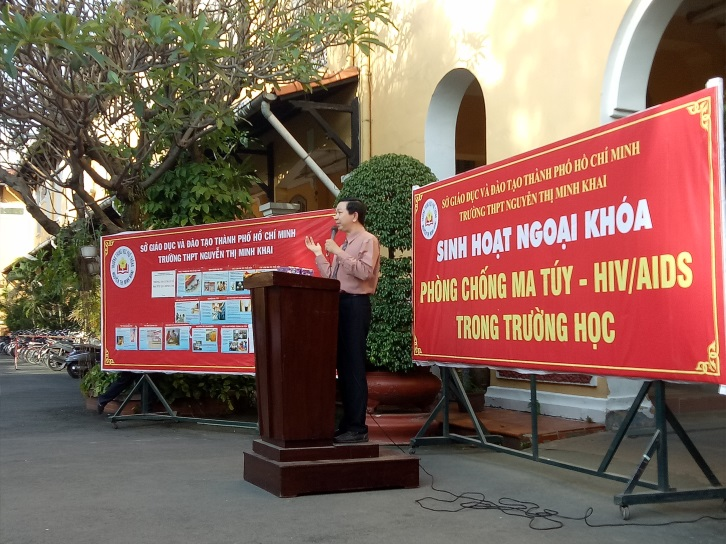 SỞ GIÁO DỤC VÀ ĐÀO TẠO THÀNH PHỐ HỒ CHÍ MINH
TRƯỜNG THPT NGUYỄN THỊ MINH KHAI
SỞ GIÁO DỤC VÀ ĐÀO TẠO THÀNH PHỐ HỒ CHÍ MINH
TRƯỜNG THPT NGUYỄN THỊ MINH KHAI
SINH HOẠT NGOẠI KHÓA
PHÒNG CHỐNG MA TÚY - HIV/AIDS
TRONG TRƯỜNG HỌC